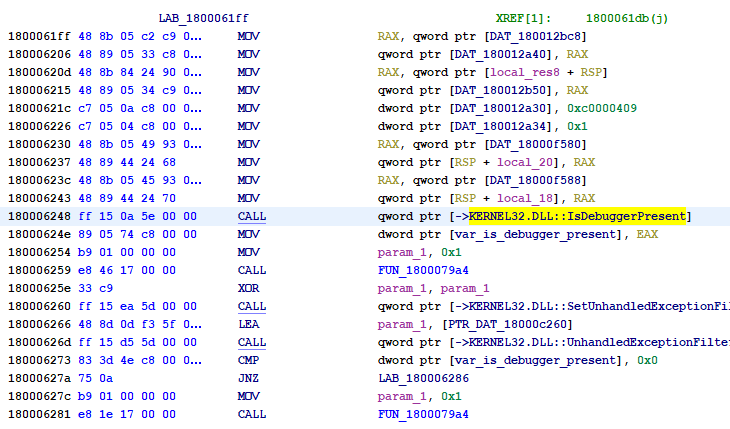 LAB_1800061ff XREF[1]: 1800061db(j)
1800061ff 48 8b 05 c2 c9 0... MOV RAX, qword ptr [DAT_180012bc8]
180006206 48 89 05 33 c8 0... MOV qword ptr [DAT_180012a40], RAX
18000620d 48 8b 84 24 90 0... MOV RAX, qword ptr [local_res8 + RSP]
180006215 48 89 05 34 c9 0... MOV qword ptr [DAT_180012b50], RAX
18000621c c7 05 0a c8 00 0... MOV dword ptr [DAT_180012a30], 0xc0000409
180006226 c7 05 04 c8 00 0... MOV dword ptr [DAT_180012a34], 0x1
180006230 48 8b 05 49 93 0... MOV RAX, qword ptr [DAT_18000f580]
180006237 48 89 44 24 68 MOV qword ptr [RSP + local_20], RAX
18000623c 48 8b 05 45 93 0... MOV RAX, qword ptr [DAT_18000f588]
180006243 48 89 44 24 70 MOV qword ptr [RSP + local_18], RAX
180006248 ff 15 0a 5e 00 00 CALL qword ptr [->KERNEL32.DLL::IsDebuggerPresent]
18000624e 89 05 74 c8 00 00 MOV dword ptr [var_is_debugger_present], EAX
180006254 b9 01 00 00 00 MOV param_1, 0x1
180006259 e8 46 17 00 00 CALL FUN_1800079a4
18000625e 33 c9 XOR param_1, param_1
180006260 ff 15 ea 5d 00 00 CALL qword ptr [->KERNEL32.DLL::SetUnhandledExceptionFil
180006266 48 8d 0d f3 5f 0... LEA param_1, [PTR_DAT_18000c260]
18000626d ff 15 d5 5d 00 00 CALL qword ptr [->KERNEL32.DLL::UnhandledExceptionFilte
180006273 83 3d 4e c8 00 0... CMP dword ptr [var_is_debugger_present], 0x0
18000627a 75 0a JNZ LAB_180006286
18000627c b9 01 00 00 00 MOV param_1, 0x1
180006281 e8 1e 17 00 00 CALL FUN_1800079a4